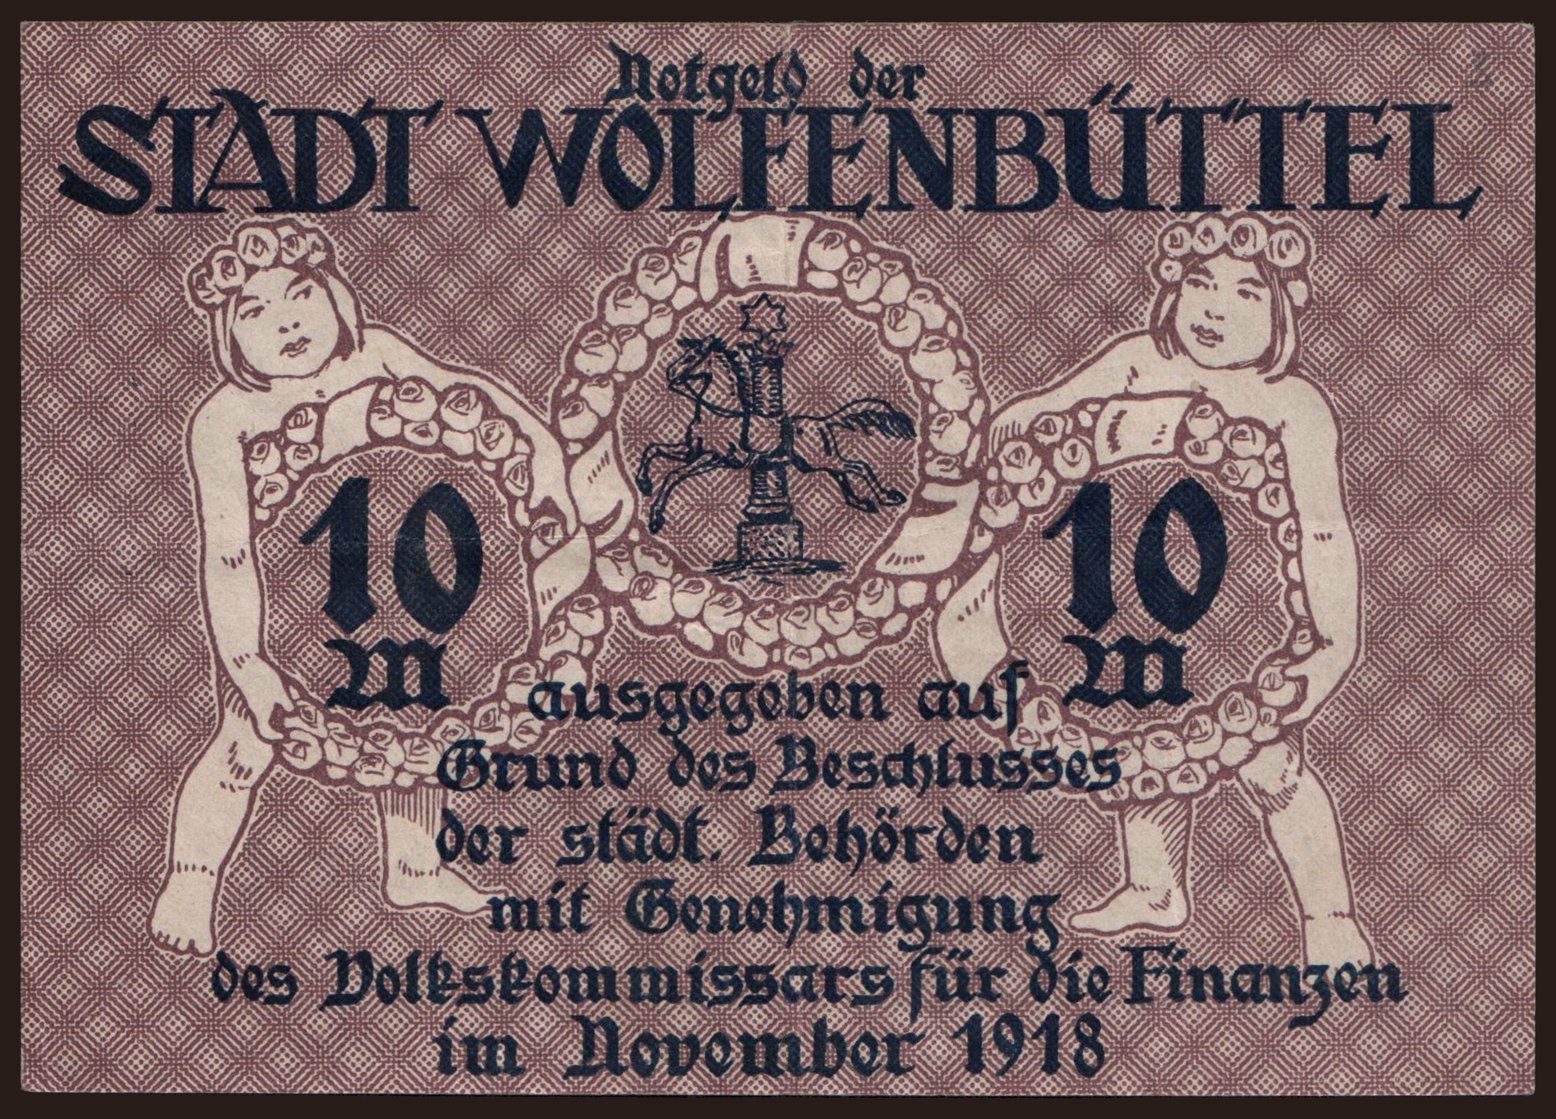 Notgeld der
STADT WOLFENBÜTTEL
10 10
M M
ausgegeben auf
Grund des Beschlusses
der städt. Behörden
mit Genehmigung
des Volkskommissars für die Finanzen
im November 1918